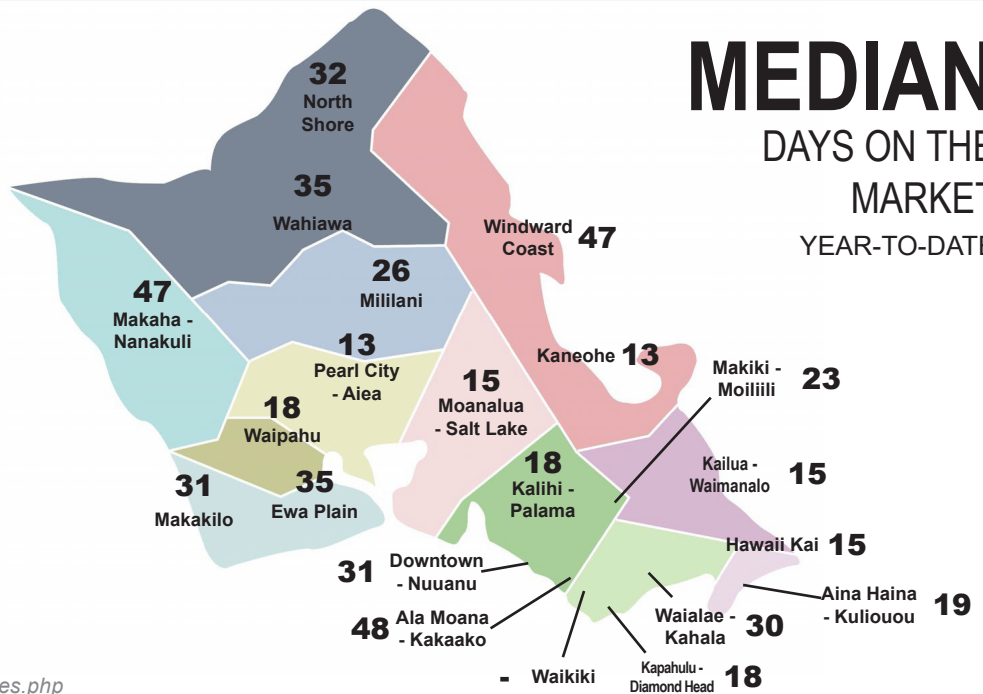 MEDIAN
DAYS ON THE
MARKET
YEAR-TO-DATE
32
North
Shore
35
Wahiawa
Windward
Coast 47
26
Mililani
47
Makaha -
Nanakuli
13
Pearl City
- Aiea
Kaneohe 13
Makiki -
Moiliili 23
15
Moanalua
- Salt Lake
18
Waipahu
18
Kalihi -
Palama
Kailua -
Waimanalo 15
31
Makakilo
35
Ewa Plain
Hawaii Kai 15
31 Downtown
- Nuuanu
Aina Haina
- Kuliouou 19
48 Ala Moana
- Kakaako
Waialae -
Kahala 30
- Waikiki
Kapahulu -
Diamond Head 18
es.php